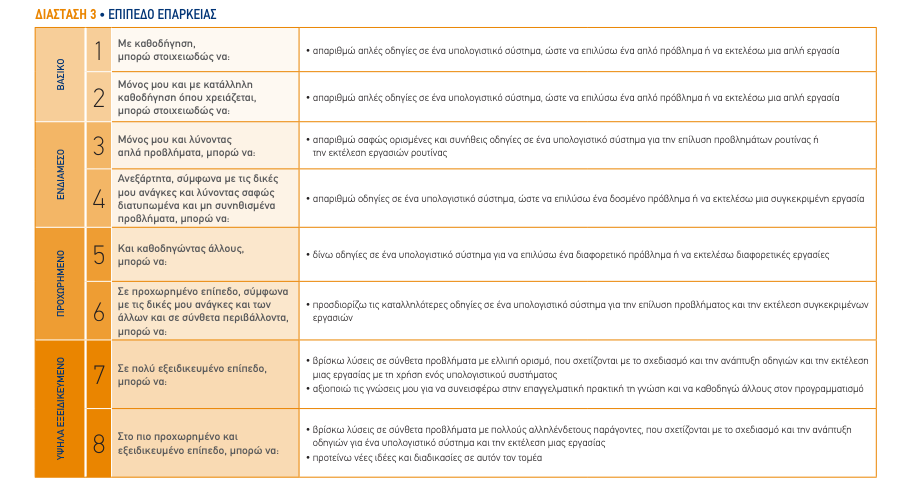 ΔΙΑΣΤΑΣΗ 3 • ΕΠΙΠΕΔΟ ΕΠΑΡΚΕΙΑΣ
ΒΑΣΙΚΟ
1
Με καθοδήγηση,
μπορώ στοιχειωδώς να:
• απαριθμώ απλές οδηγίες σε ένα υπολογιστικό σύστημα, ώστε να επιλύσω ένα απλό πρόβλημα ή να εκτελέσω μια απλή εργασία
2
Μόνος μου και με κατάλληλη
καθοδήγηση όπου χρειάζεται,
μπορώ στοιχειωδώς να:
• απαριθμώ απλές οδηγίες σε ένα υπολογιστικό σύστημα, ώστε να επιλύσω ένα απλό πρόβλημα ή να εκτελέσω μια απλή εργασία
ΕΝΔΙΑΜΕΣΟ
3
Μόνος μου και λύνοντας
απλά προβλήματα, μπορώ να:
• απαριθμώ σαφώς ορισμένες και συνήθεις οδηγίες σε ένα υπολογιστικό σύστημα για την επίλυση προβλημάτων ρουτίνας ή
την εκτέλεση εργασιών ρουτίνας
4
Ανεξάρτητα, σύμφωνα με τις δικές
μου ανάγκες και λύνοντας σαφώς
διατυπωμένα και μη συνηθισμένα
προβλήματα, μπορώ να:
• απαριθμώ οδηγίες σε ένα υπολογιστικό σύστημα, ώστε να επιλύσω ένα δοσμένο πρόβλημα ή να εκτελέσω μια συγκεκριμένη εργασία
ΠΡΟΧΩΡΗΜΕΝΟ
5
Και καθοδηγώντας άλλους,
μπορώ να:
• δίνω οδηγίες σε ένα υπολογιστικό σύστημα για να επιλύσω ένα διαφορετικό πρόβλημα ή να εκτελέσω διαφορετικές εργασίες
6
Σε προχωρημένο επίπεδο, σύμφωνα
με τις δικές μου ανάγκες και των
άλλων και σε σύνθετα περιβάλλοντα,
μπορώ να:
• προσδιορίζω τις καταλληλότερες οδηγίες σε ένα υπολογιστικό σύστημα για την επίλυση προβλήματος και την εκτέλεση συγκεκριμένων
εργασιών
ΥΨΗΛΑ ΕΞΕΙΔΙΚΕΥΜΕΝΟ
7
Σε πολύ εξειδικευμένο επίπεδο,
μπορώ να:
• βρίσκω λύσεις σε σύνθετα προβλήματα με ελλιπή ορισμό, που σχετίζονται με το σχεδιασμό και την ανάπτυξη οδηγιών και την εκτέλεση
μιας εργασίας με τη χρήση ενός υπολογιστικού συστήματος
• αξιοποιώ τις γνώσεις μου για να συνεισφέρω στην επαγγελματική πρακτική τη γνώση και να καθοδηγώ άλλους στον προγραμματισμό
8
Στο πιο προχωρημένο και
εξειδικευμένο επίπεδο, μπορώ να:
• βρίσκω λύσεις σε σύνθετα προβλήματα με πολλούς αλληλένδετους παράγοντες, που σχετίζονται με το σχεδιασμό και την ανάπτυξη
οδηγιών για ένα υπολογιστικό σύστημα και την εκτέλεση μιας εργασίας
• προτείνω νέες ιδέες και διαδικασίες σε αυτόν τον τομέα